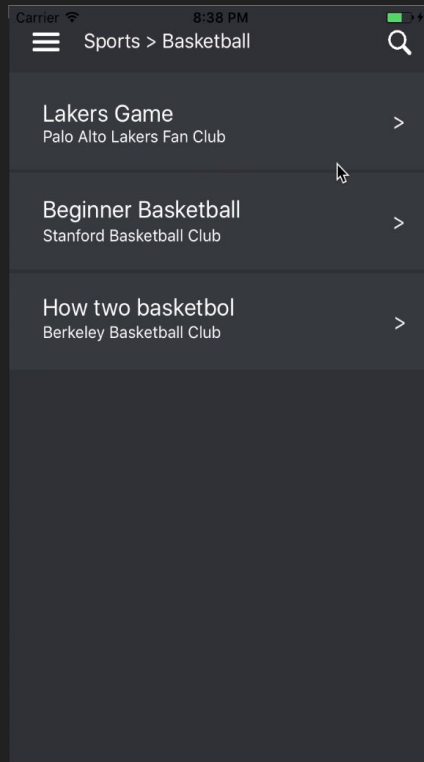 Carrier 8:38 PM
Sports > Basketball
Lakers Game
Palo Alto Lakers Fan Club
>
Beginner Basketball
Stanford Basketball Club
>
How two basketbol
Berkeley Basketball Club
>